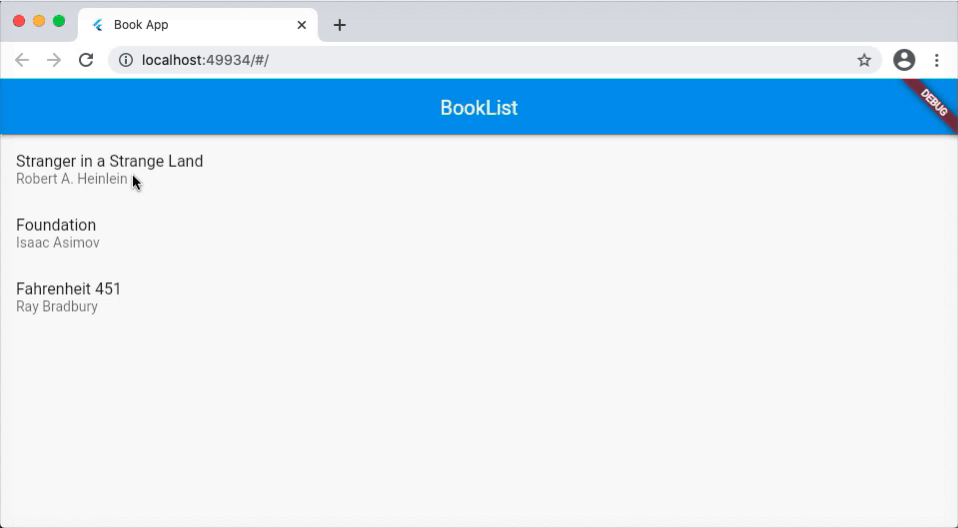 Book App
localhost:49934/#/
BookList
DEBUG
Stranger in a Strange Land
Robert A. Heinlein
Foundation
Isaac Asimov
Fahrenheit 451
Ray Bradbury